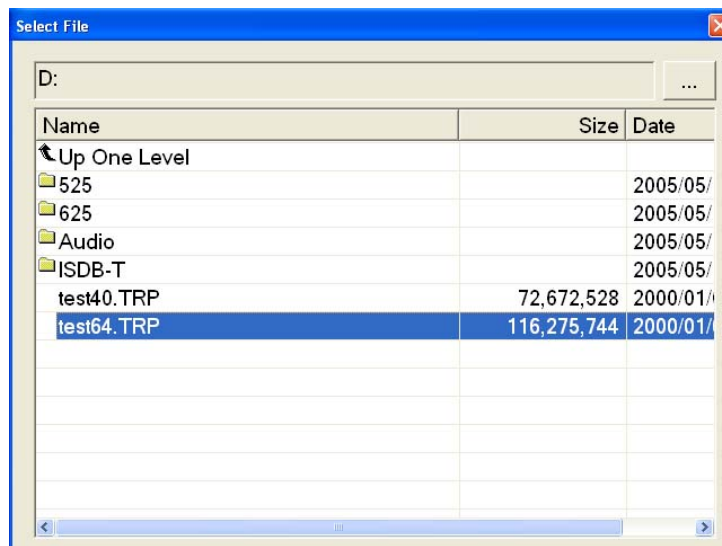 Select File
D:
...
Name Size Date
Up One Level
525 2005/05/
625 2005/05/
Audio 2005/05/
ISDB-T 2005/05/
test40.TRP 72,672,528 2000/01/
test64.TRP 116,275,744 2000/01/